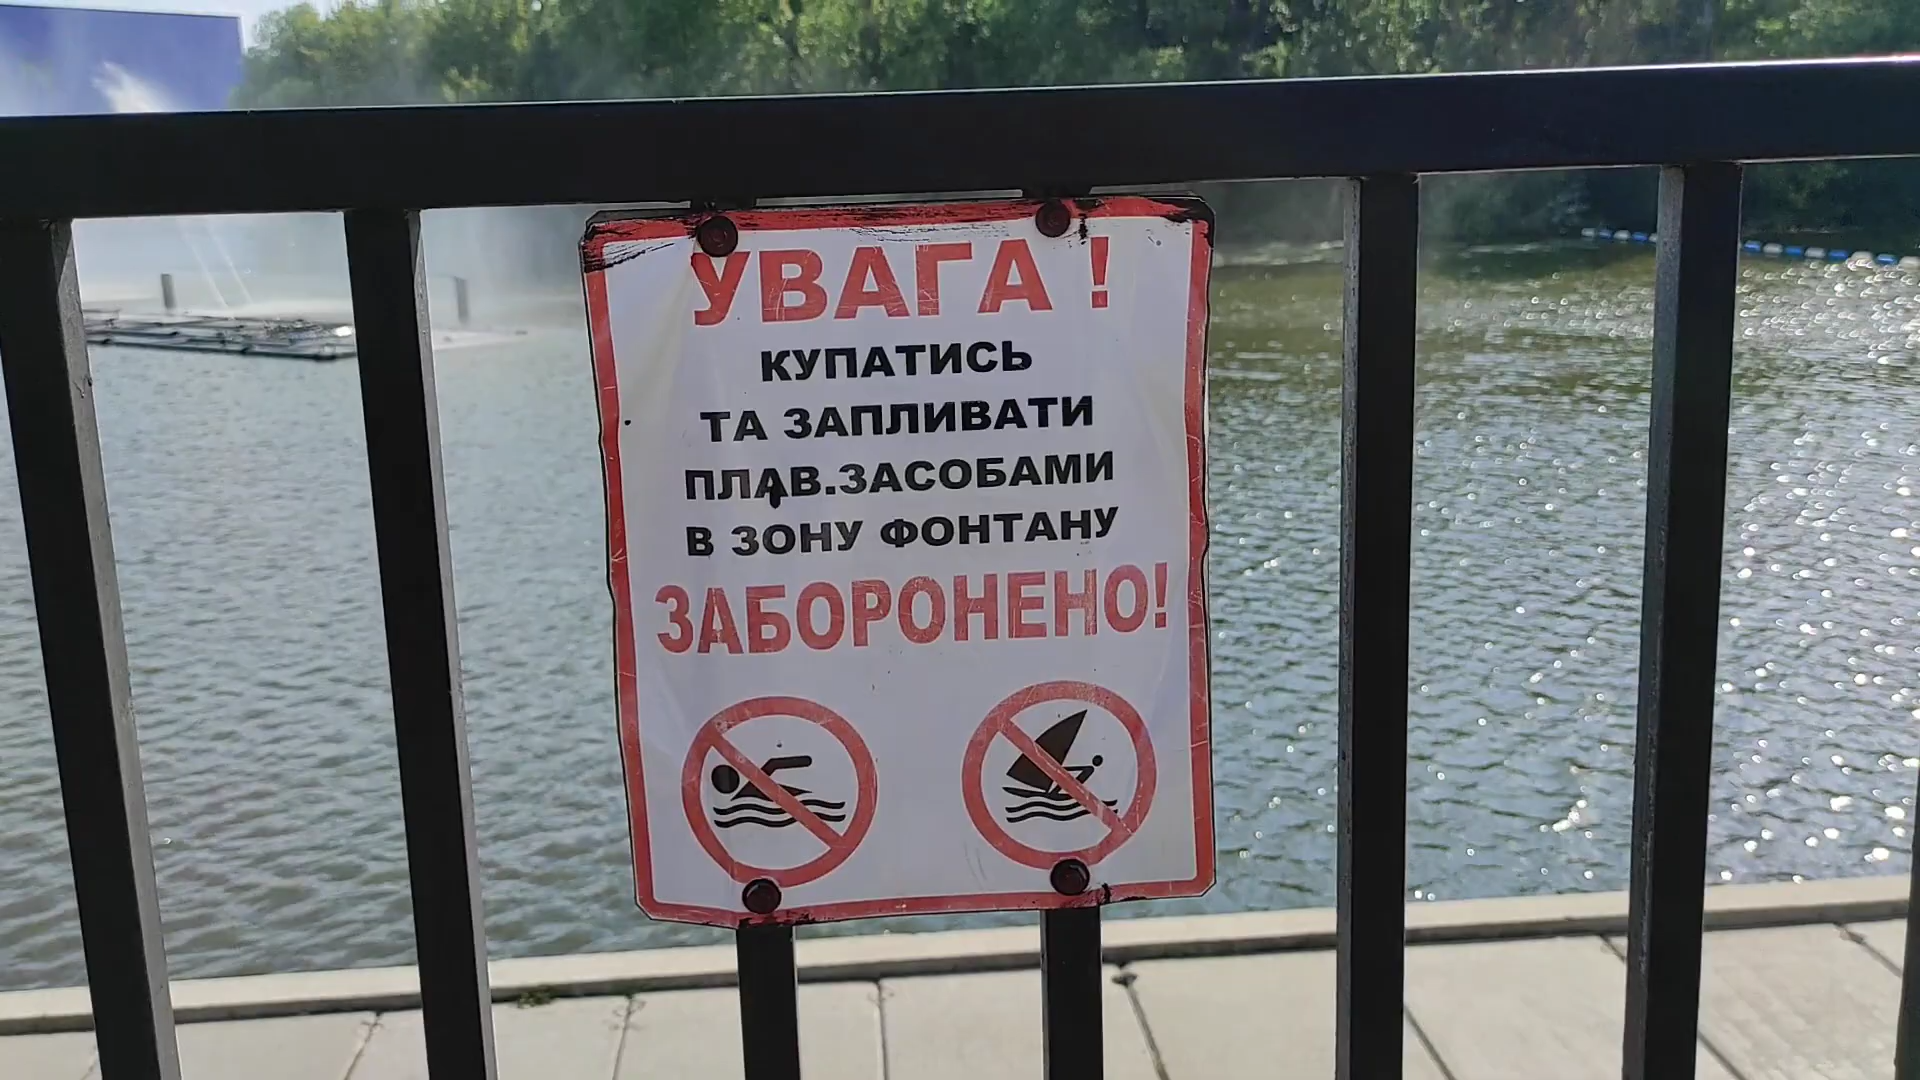 УВАГА !
КУПАТИСЬ
ТА ЗАПЛИВАТИ
ПЛАВ.ЗАСОБАМИ
В ЗОНУ ФОНТАНУ
ЗАБОРОНЕНО!